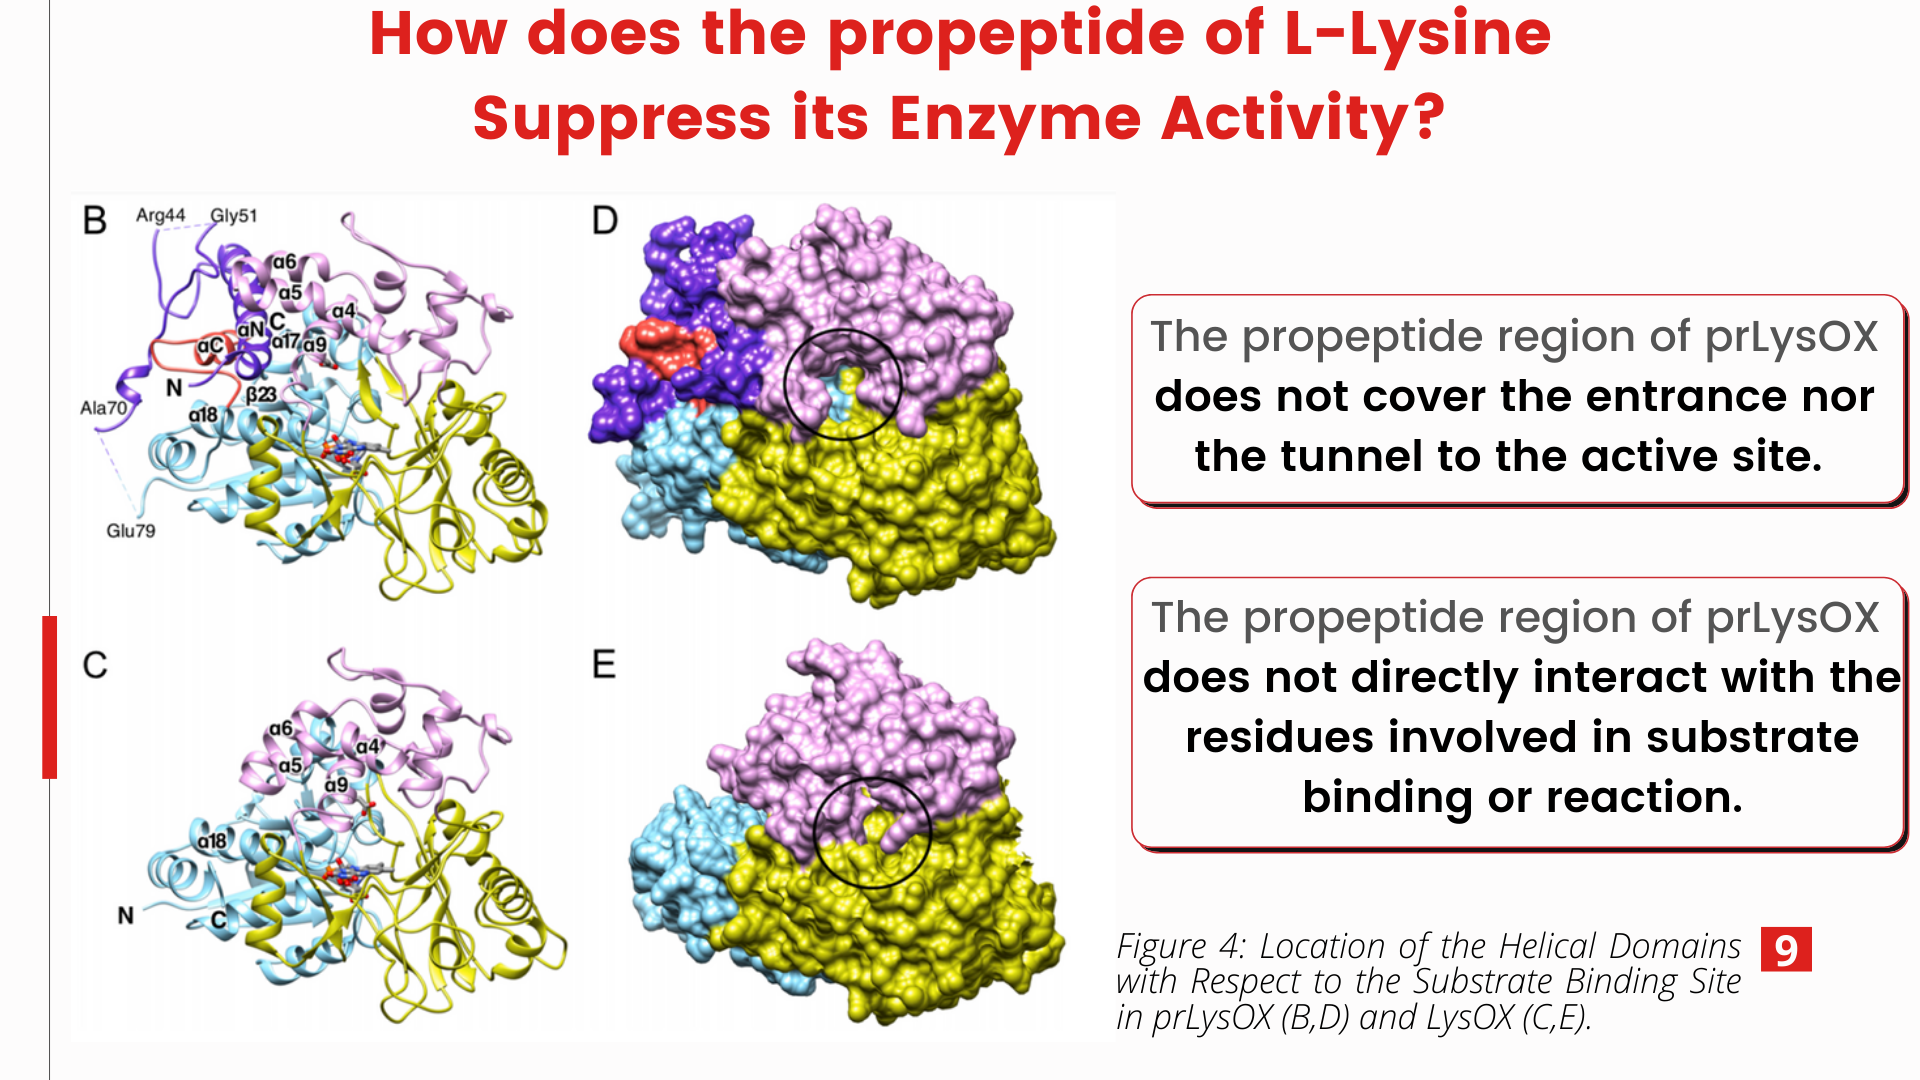 How does the propeptide of L-Lysine
Suppress its Enzyme Activity?
B
Arg44 Gly51
α6
α5
α4
αN C
αC α17 α9
N
β23
Ala70
α18
Glu79
D
C
α6
α4
α5
α9
α18
N
C
E
The propeptide region of prLysOX
does not cover the entrance nor
the tunnel to the active site.
The propeptide region of prLysOX
does not directly interact with the
residues involved in substrate
binding or reaction.
Figure 4: Location of the Helical Domains
with Respect to the Substrate Binding Site
in prLysOX (B,D) and LysOX (C,E).
9